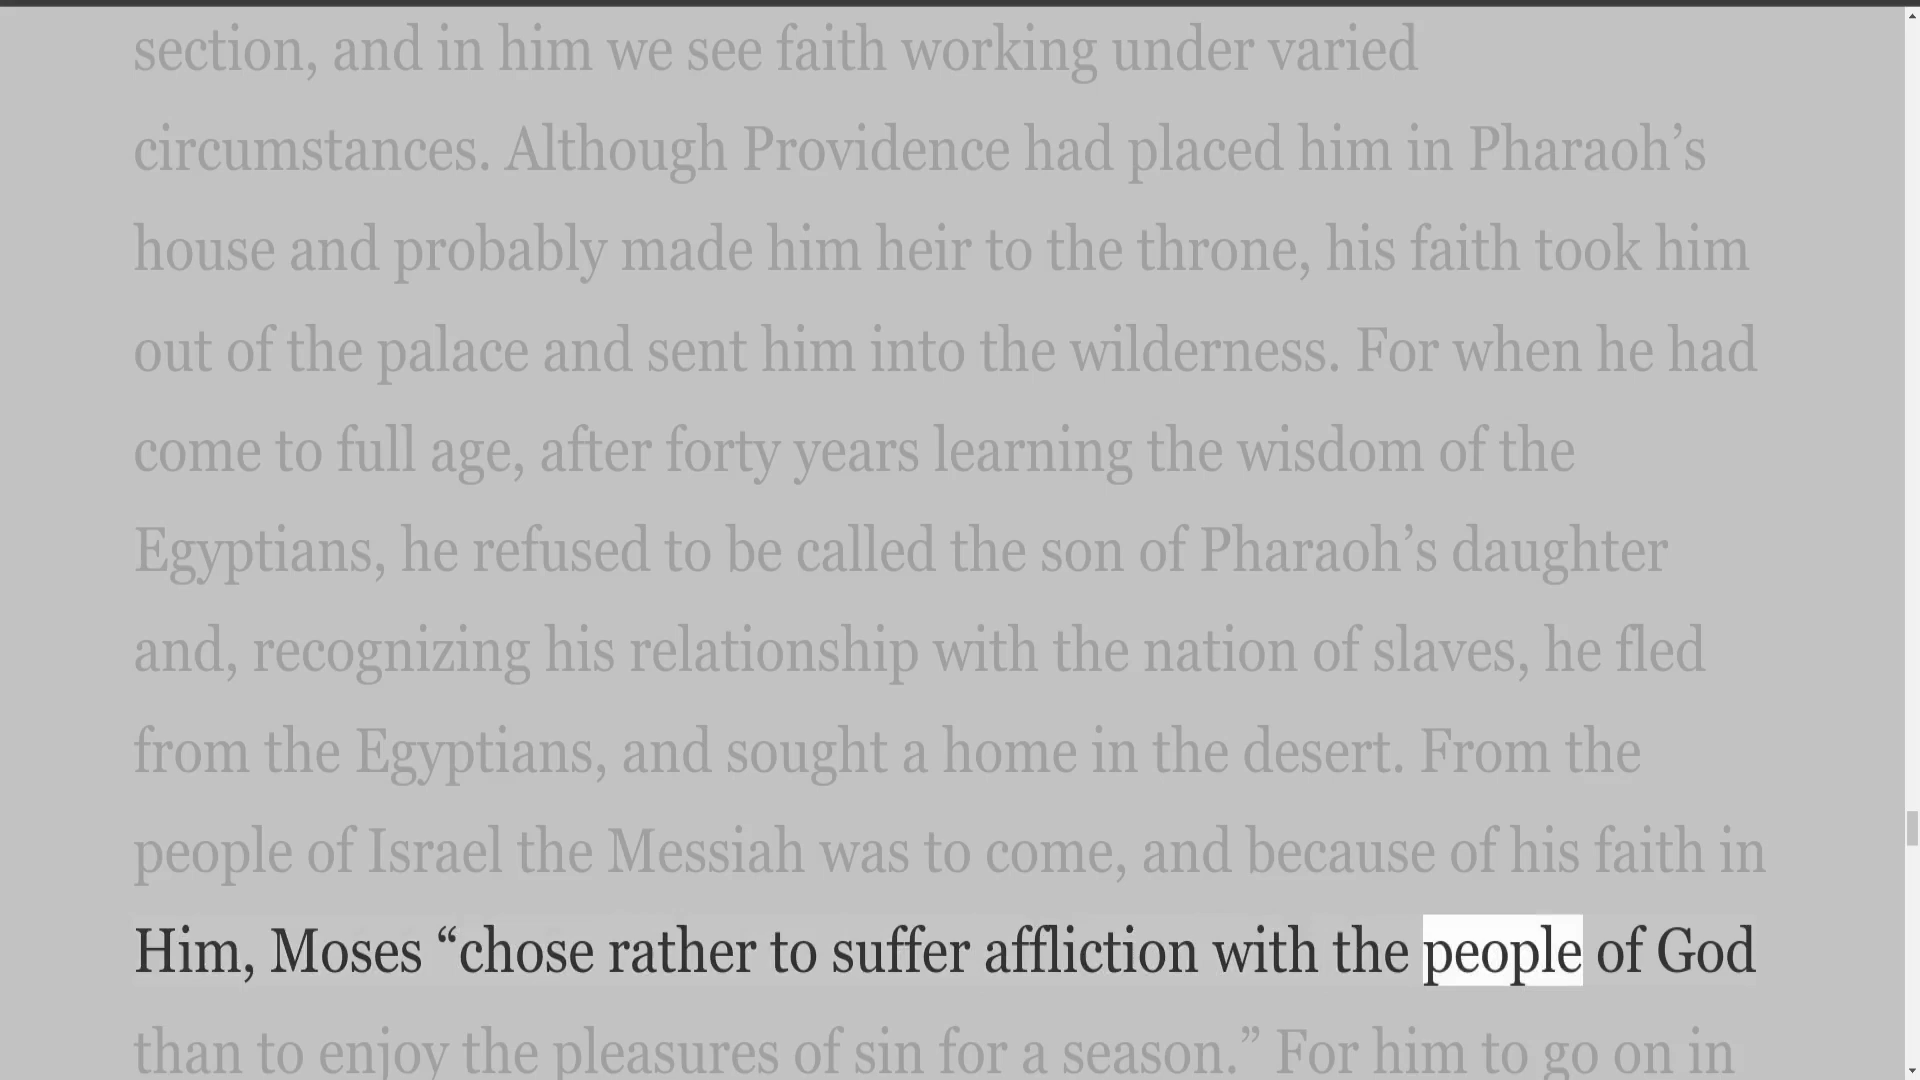 section, and in him we see faith working under varied
circumstances. Although Providence had placed him in Pharaoh’s
house and probably made him heir to the throne, his faith took him
out of the palace and sent him into the wilderness. For when he had
come to full age, after forty years learning the wisdom of the
Egyptians, he refused to be called the son of Pharaoh’s daughter
and, recognizing his relationship with the nation of slaves, he fled
from the Egyptians, and sought a home in the desert. From the
people of Israel the Messiah was to come, and because of his faith in
Him, Moses “chose rather to suffer affliction with the people of God
than to enjoy the pleasures of sin for a season.” For him to go on in